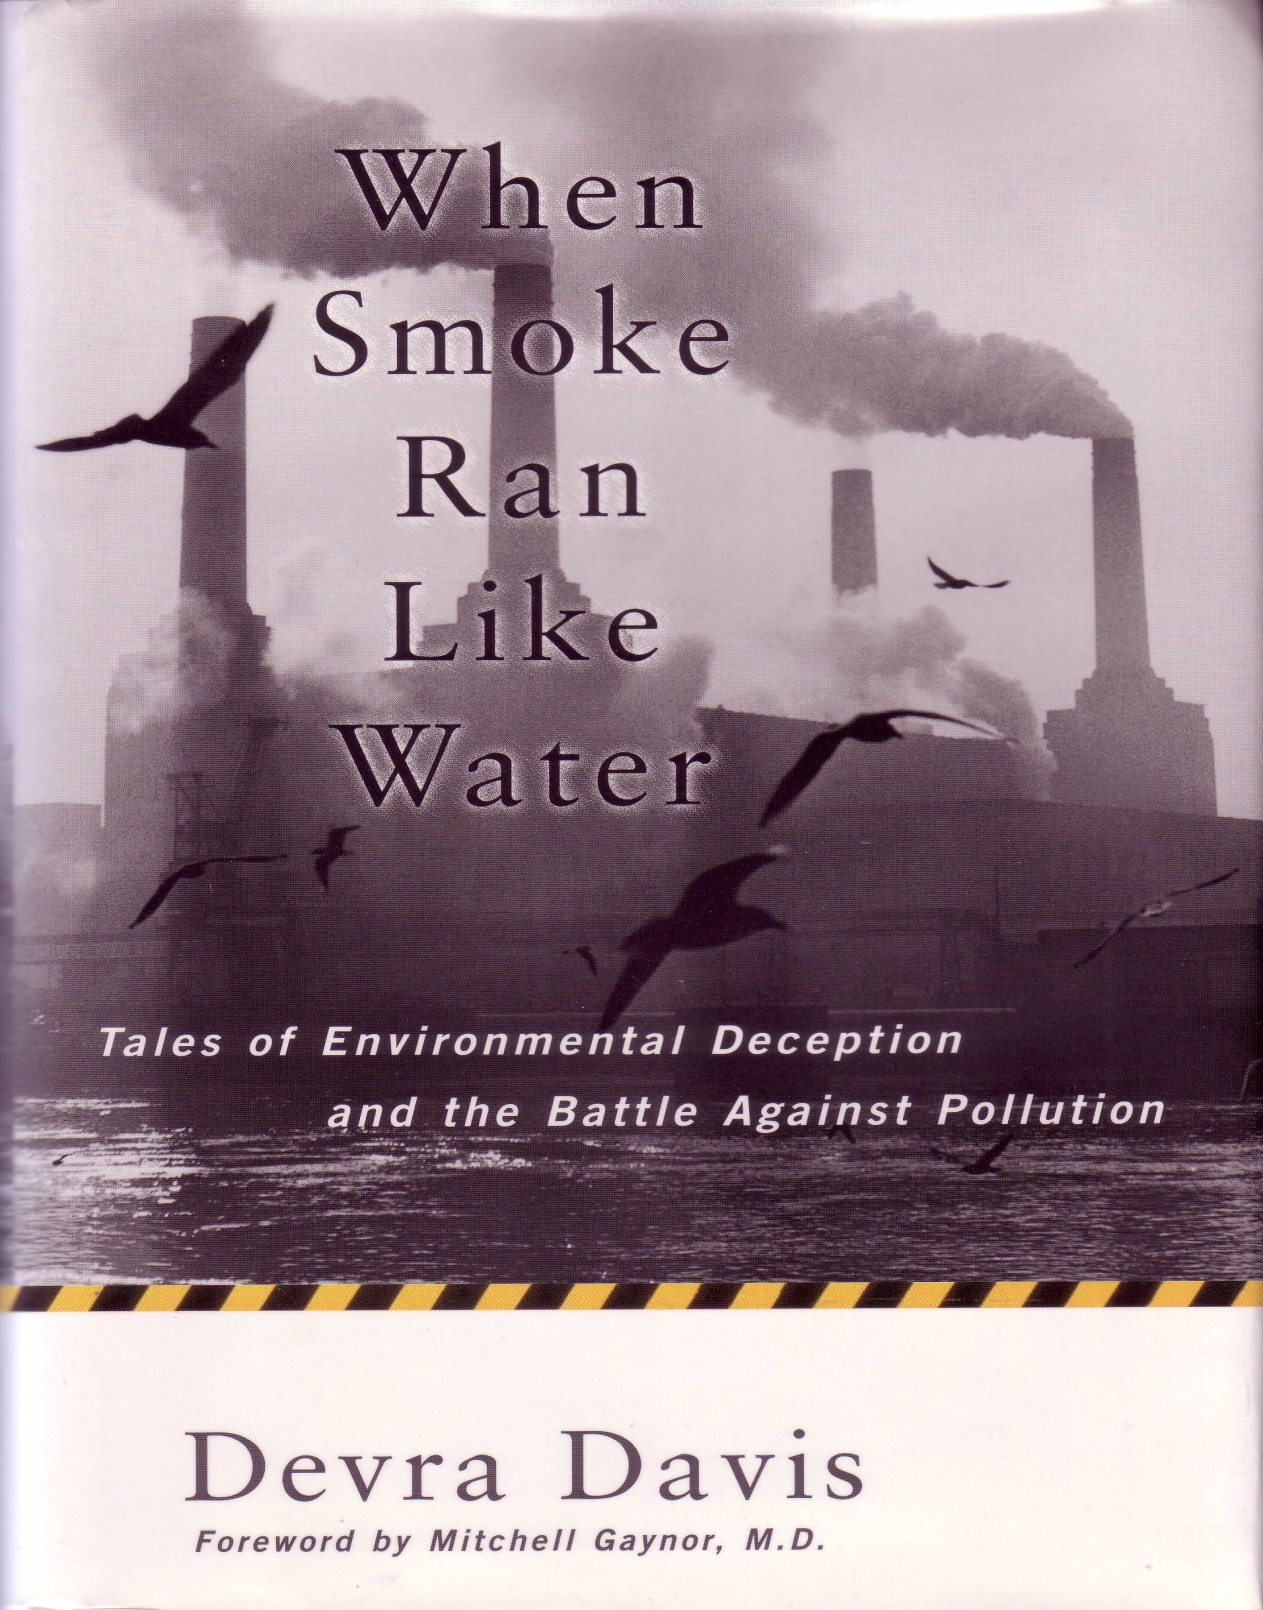 When
Smoke
Ran
Like
Water
Tales of Environmental Deception
and the Battle Against Pollution
Devra Davis
Foreword by Mitchell Gaynor, M.D.